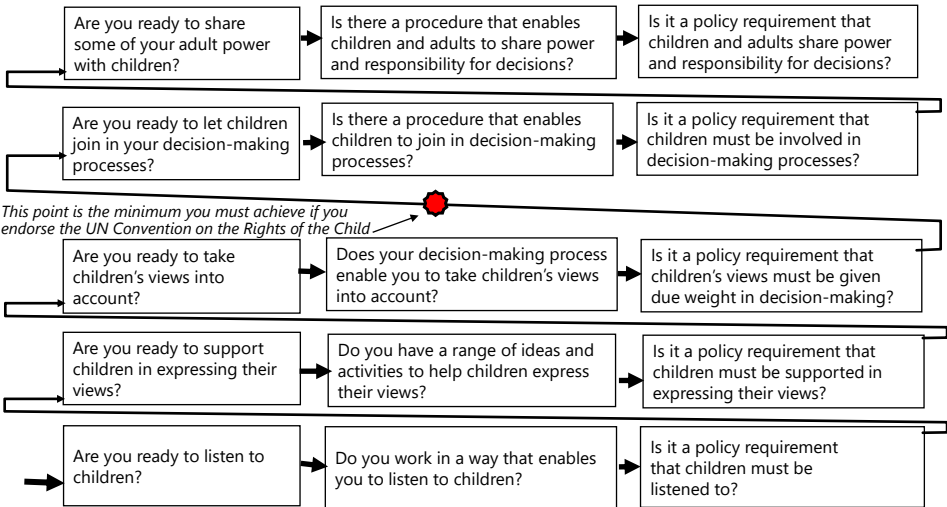 Are you ready to share
some of your adult power
with children?
Is there a procedure that enables
children and adults to share power
and responsibility for decisions?
Is it a policy requirement that
children and adults share power
and responsibility for decisions?
Are you ready to let children
join in your decision-making
processes?
Is there a procedure that enables
children to join in decision-making
processes?
Is it a policy requirement that
children must be involved in
decision-making processes?
This point is the minimum you must achieve if you
endorse the UN Convention on the Rights of the Child
Are you ready to take
children's views into
account?
Does your decision-making process
enable you to take children's views
into account?
Is it a policy requirement that
children's views must be given
due weight in decision-making?
Are you ready to support
children in expressing their
views?
Do you have a range of ideas and
activities to help children express
their views?
Is it a policy requirement that
children must be supported in
expressing their views?
Are you ready to listen to
children?
Do you work in a way that enables
you to listen to children?
Is it a policy requirement
that children must be
listened to?